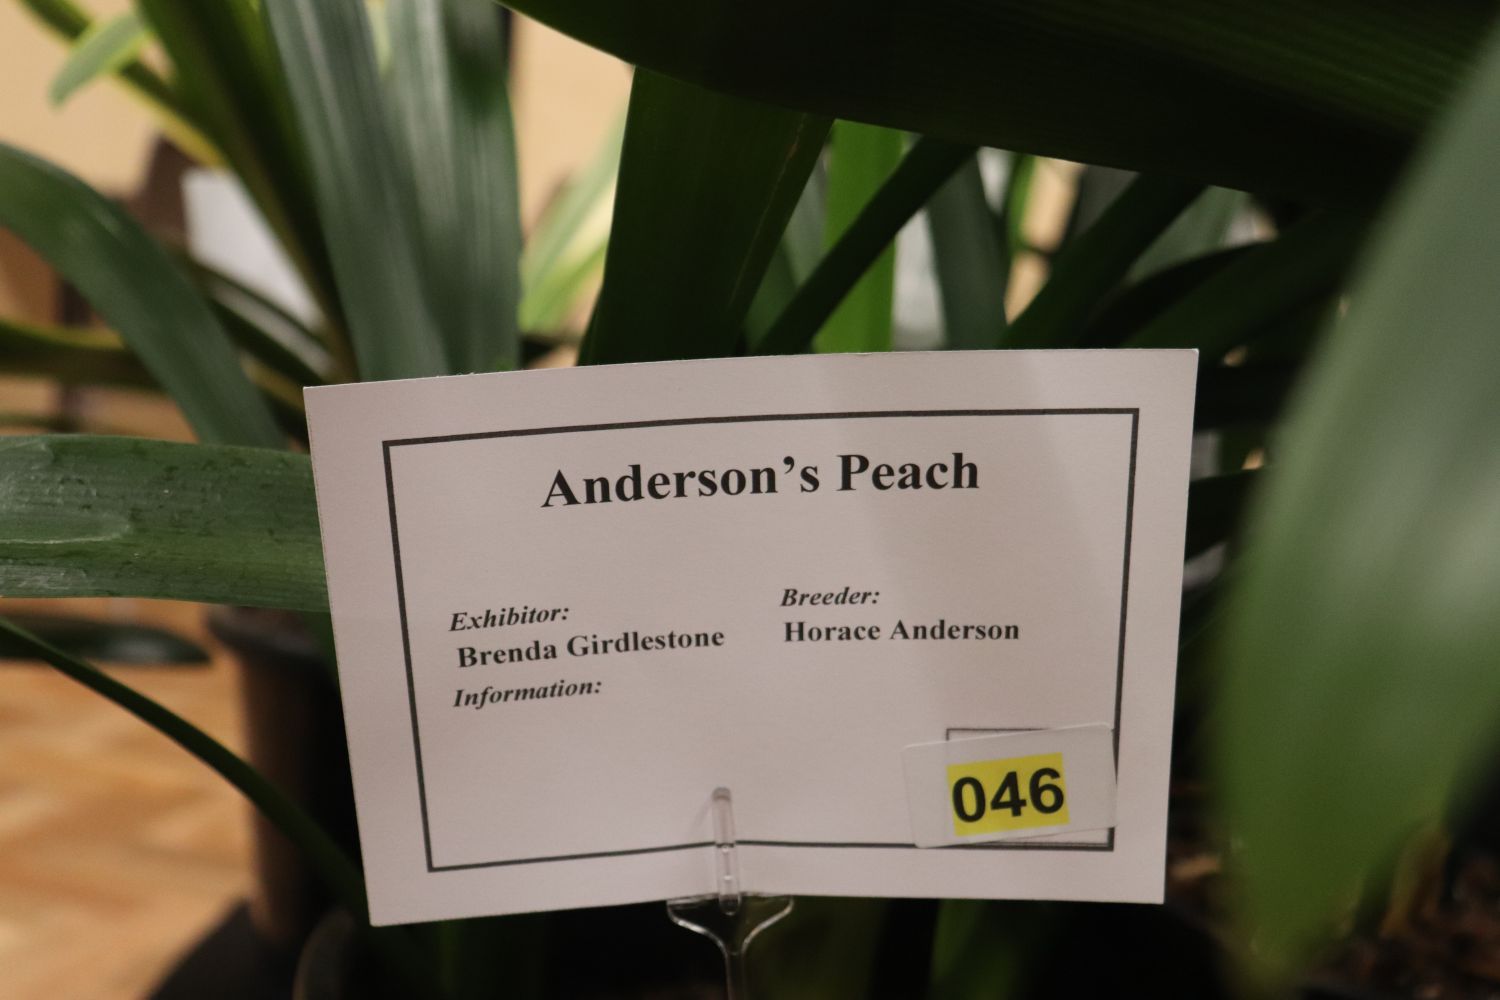 Anderson's Peach
Exhibitor:
Brenda Girdlestone
Breeder:
Horace Anderson
Information:
046